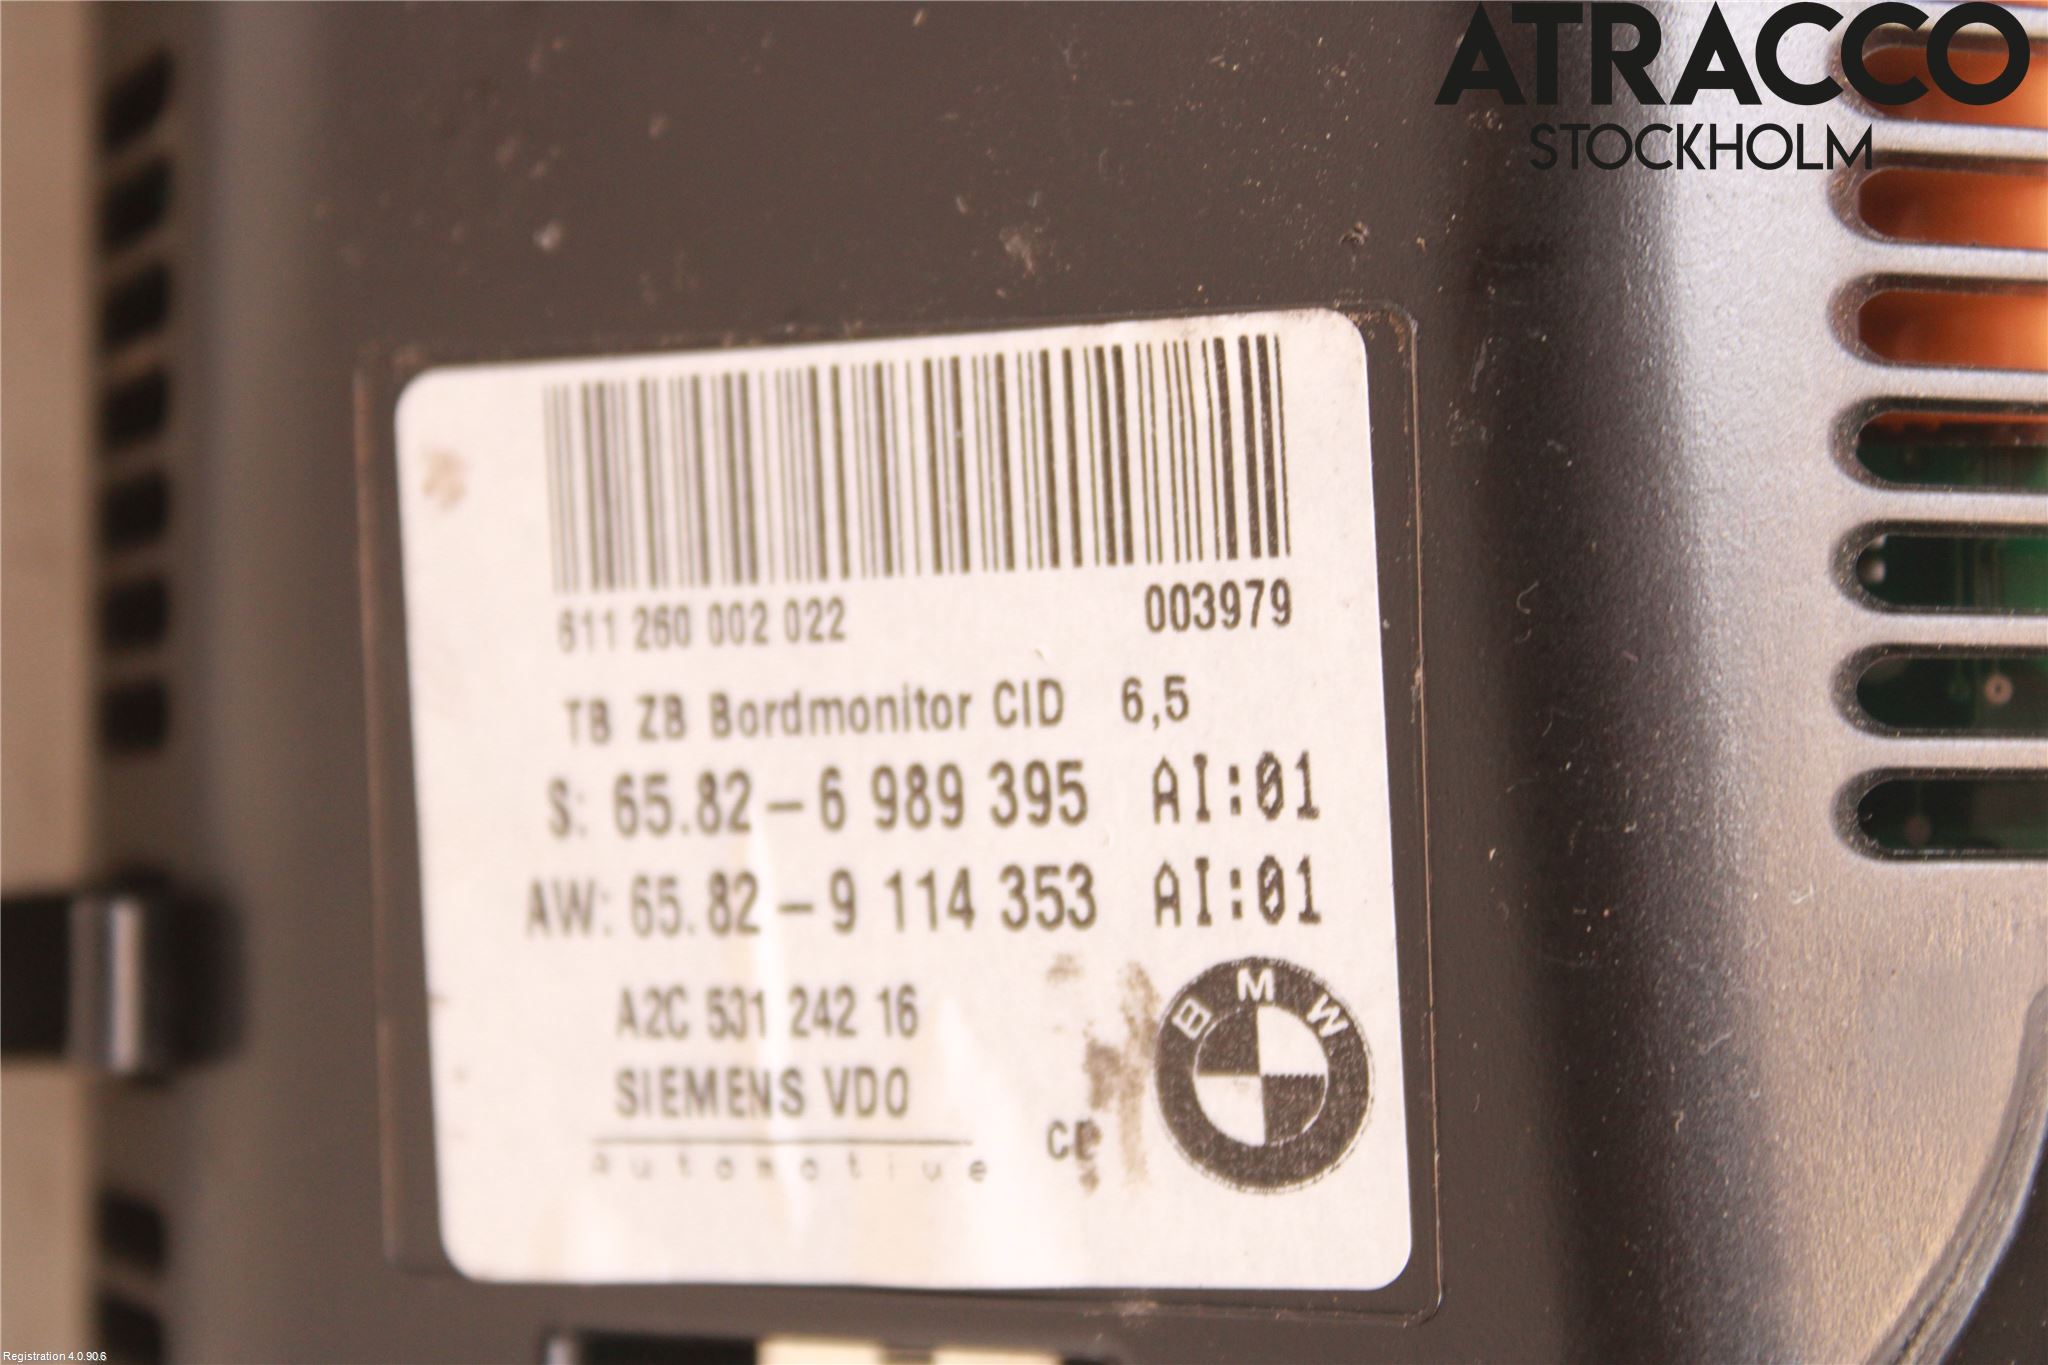 ATRACCO
STOCKHOLM
611 260 002 022 003979
TB ZB Bordmonitor CID 6,5
S: 65.82-6 989 395 AI:01
AW: 65.82-9 114 353 AI:01
A2C 531 242 16
SIEMENS VDO
automotive
CE
BMW
Registration 4.0.90.6